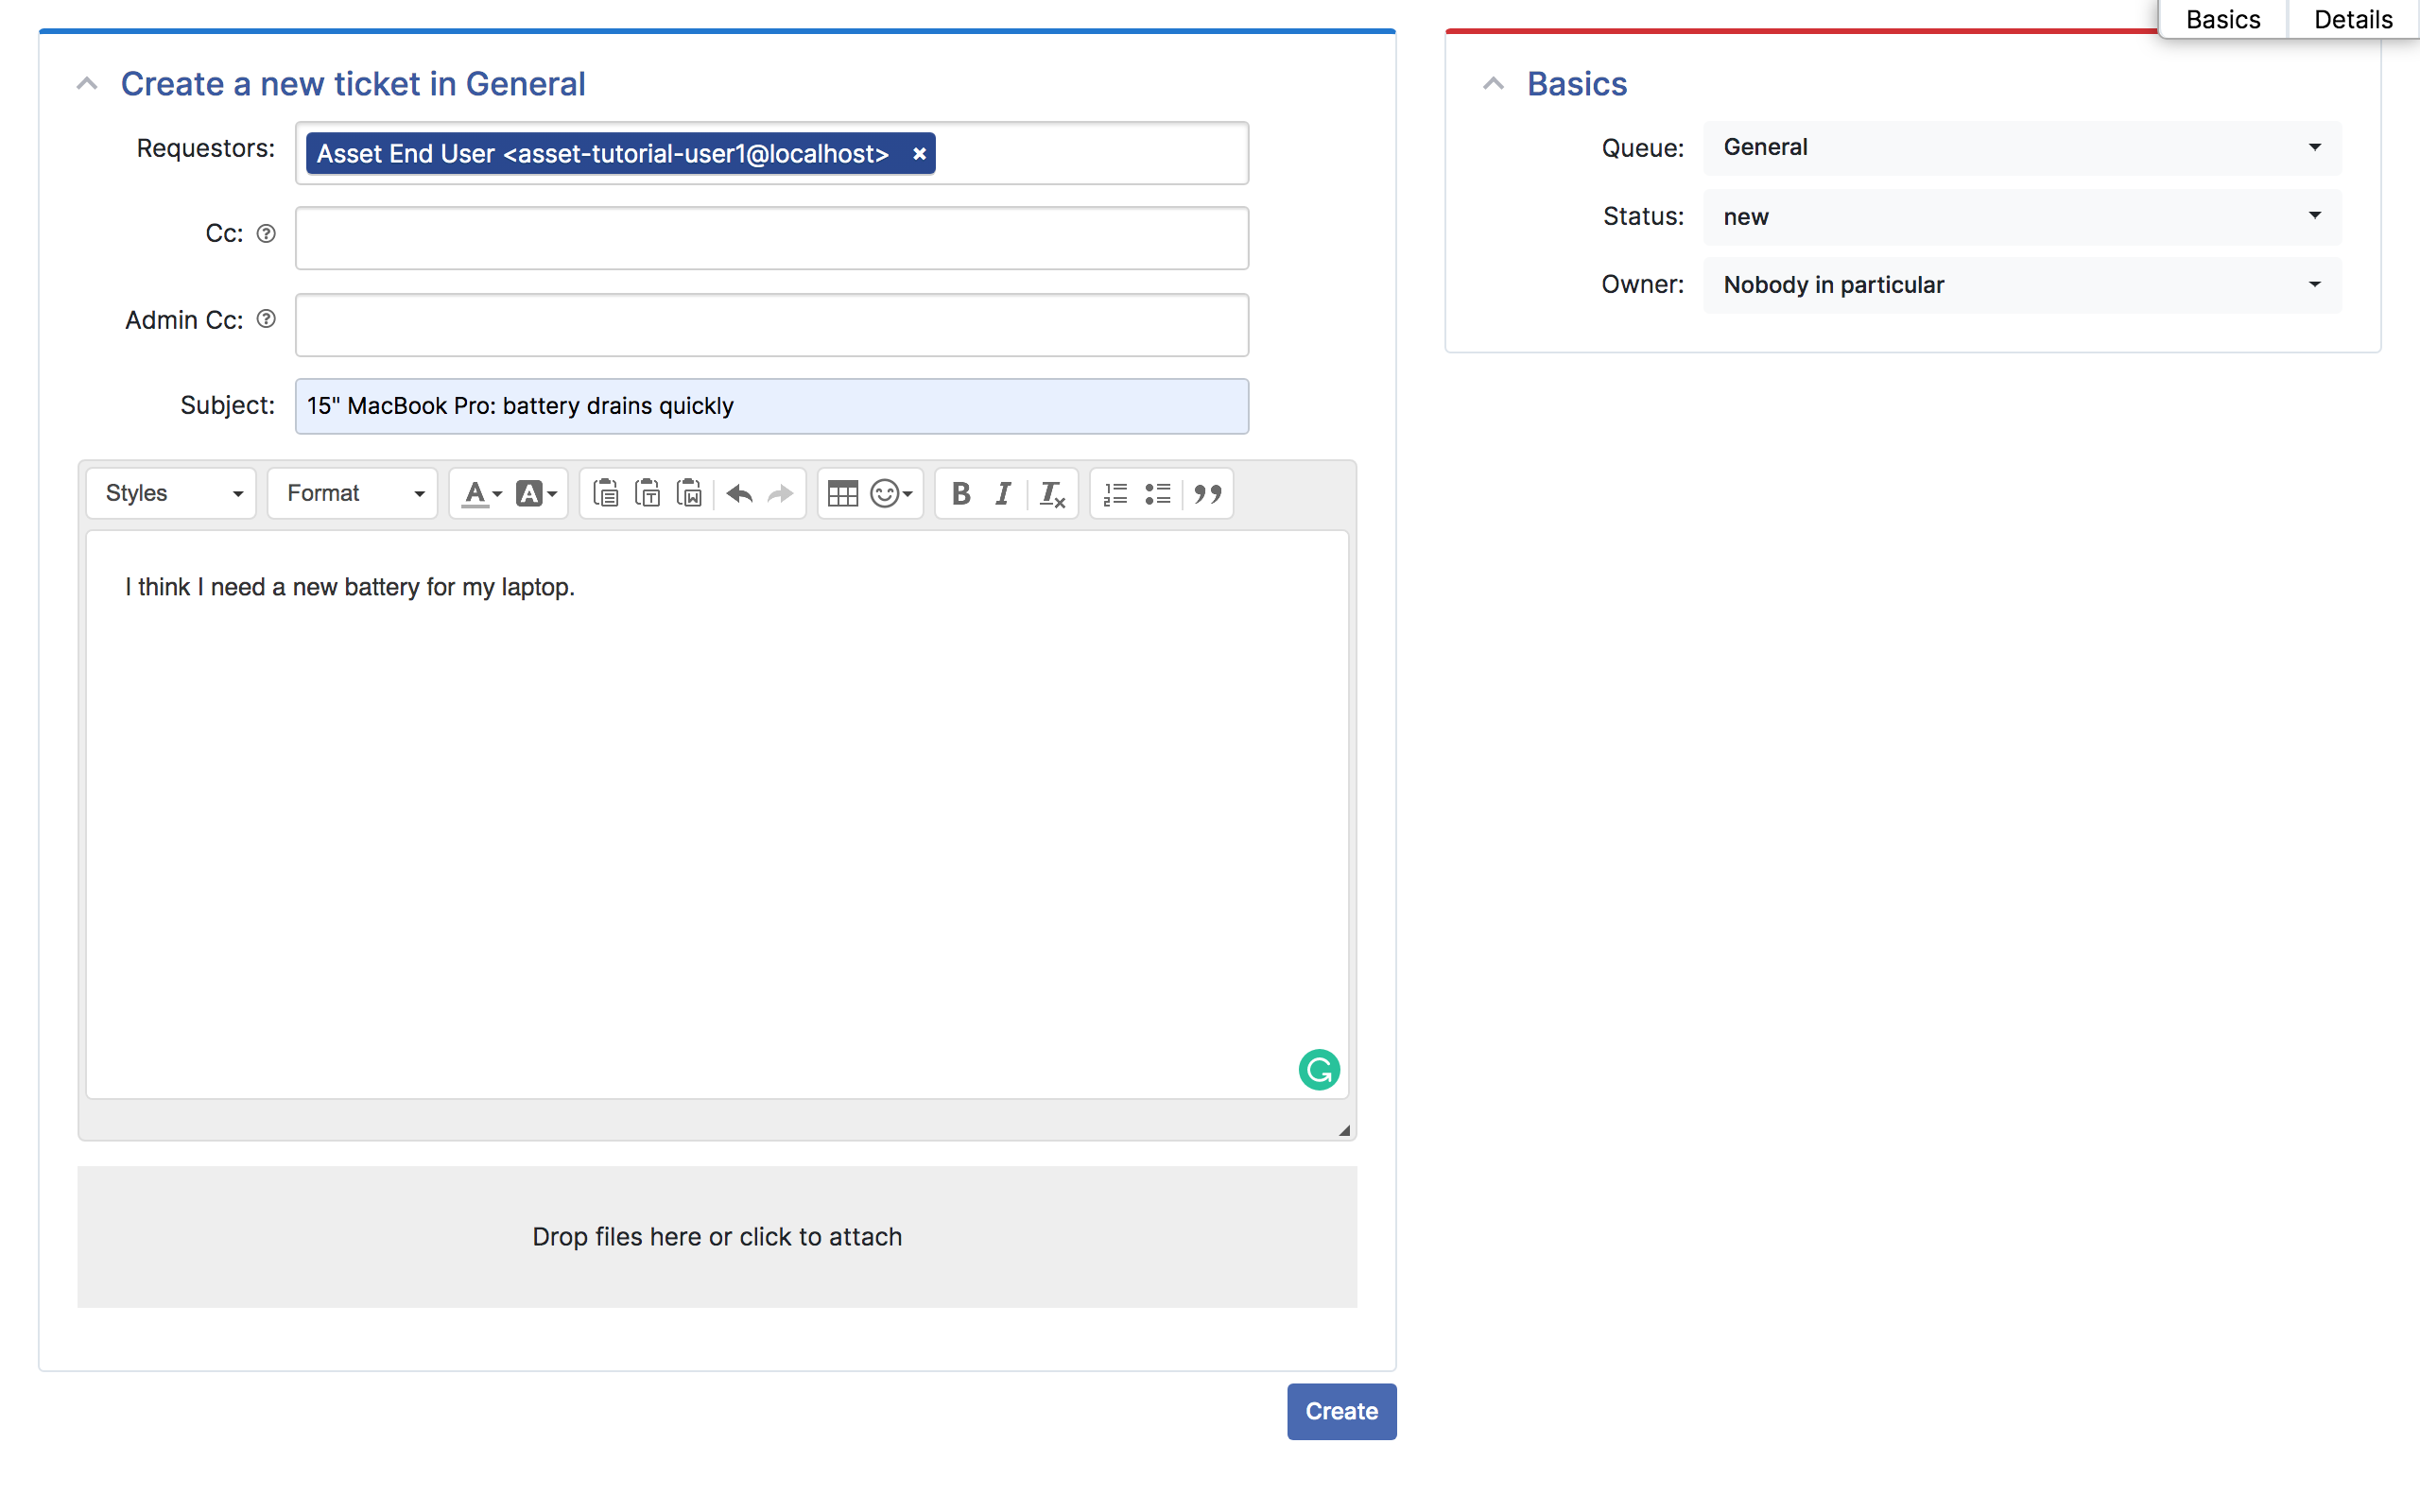 Basics Details
Create a new ticket in General
Requestors: Asset End User <asset-tutorial-user1@localhost> ×
Cc: ?
Admin Cc: ?
Subject: 15" MacBook Pro: battery drains quickly
Styles Format
I think I need a new battery for my laptop.
Drop files here or click to attach
Create
Basics
Queue: General
Status: new
Owner: Nobody in particular